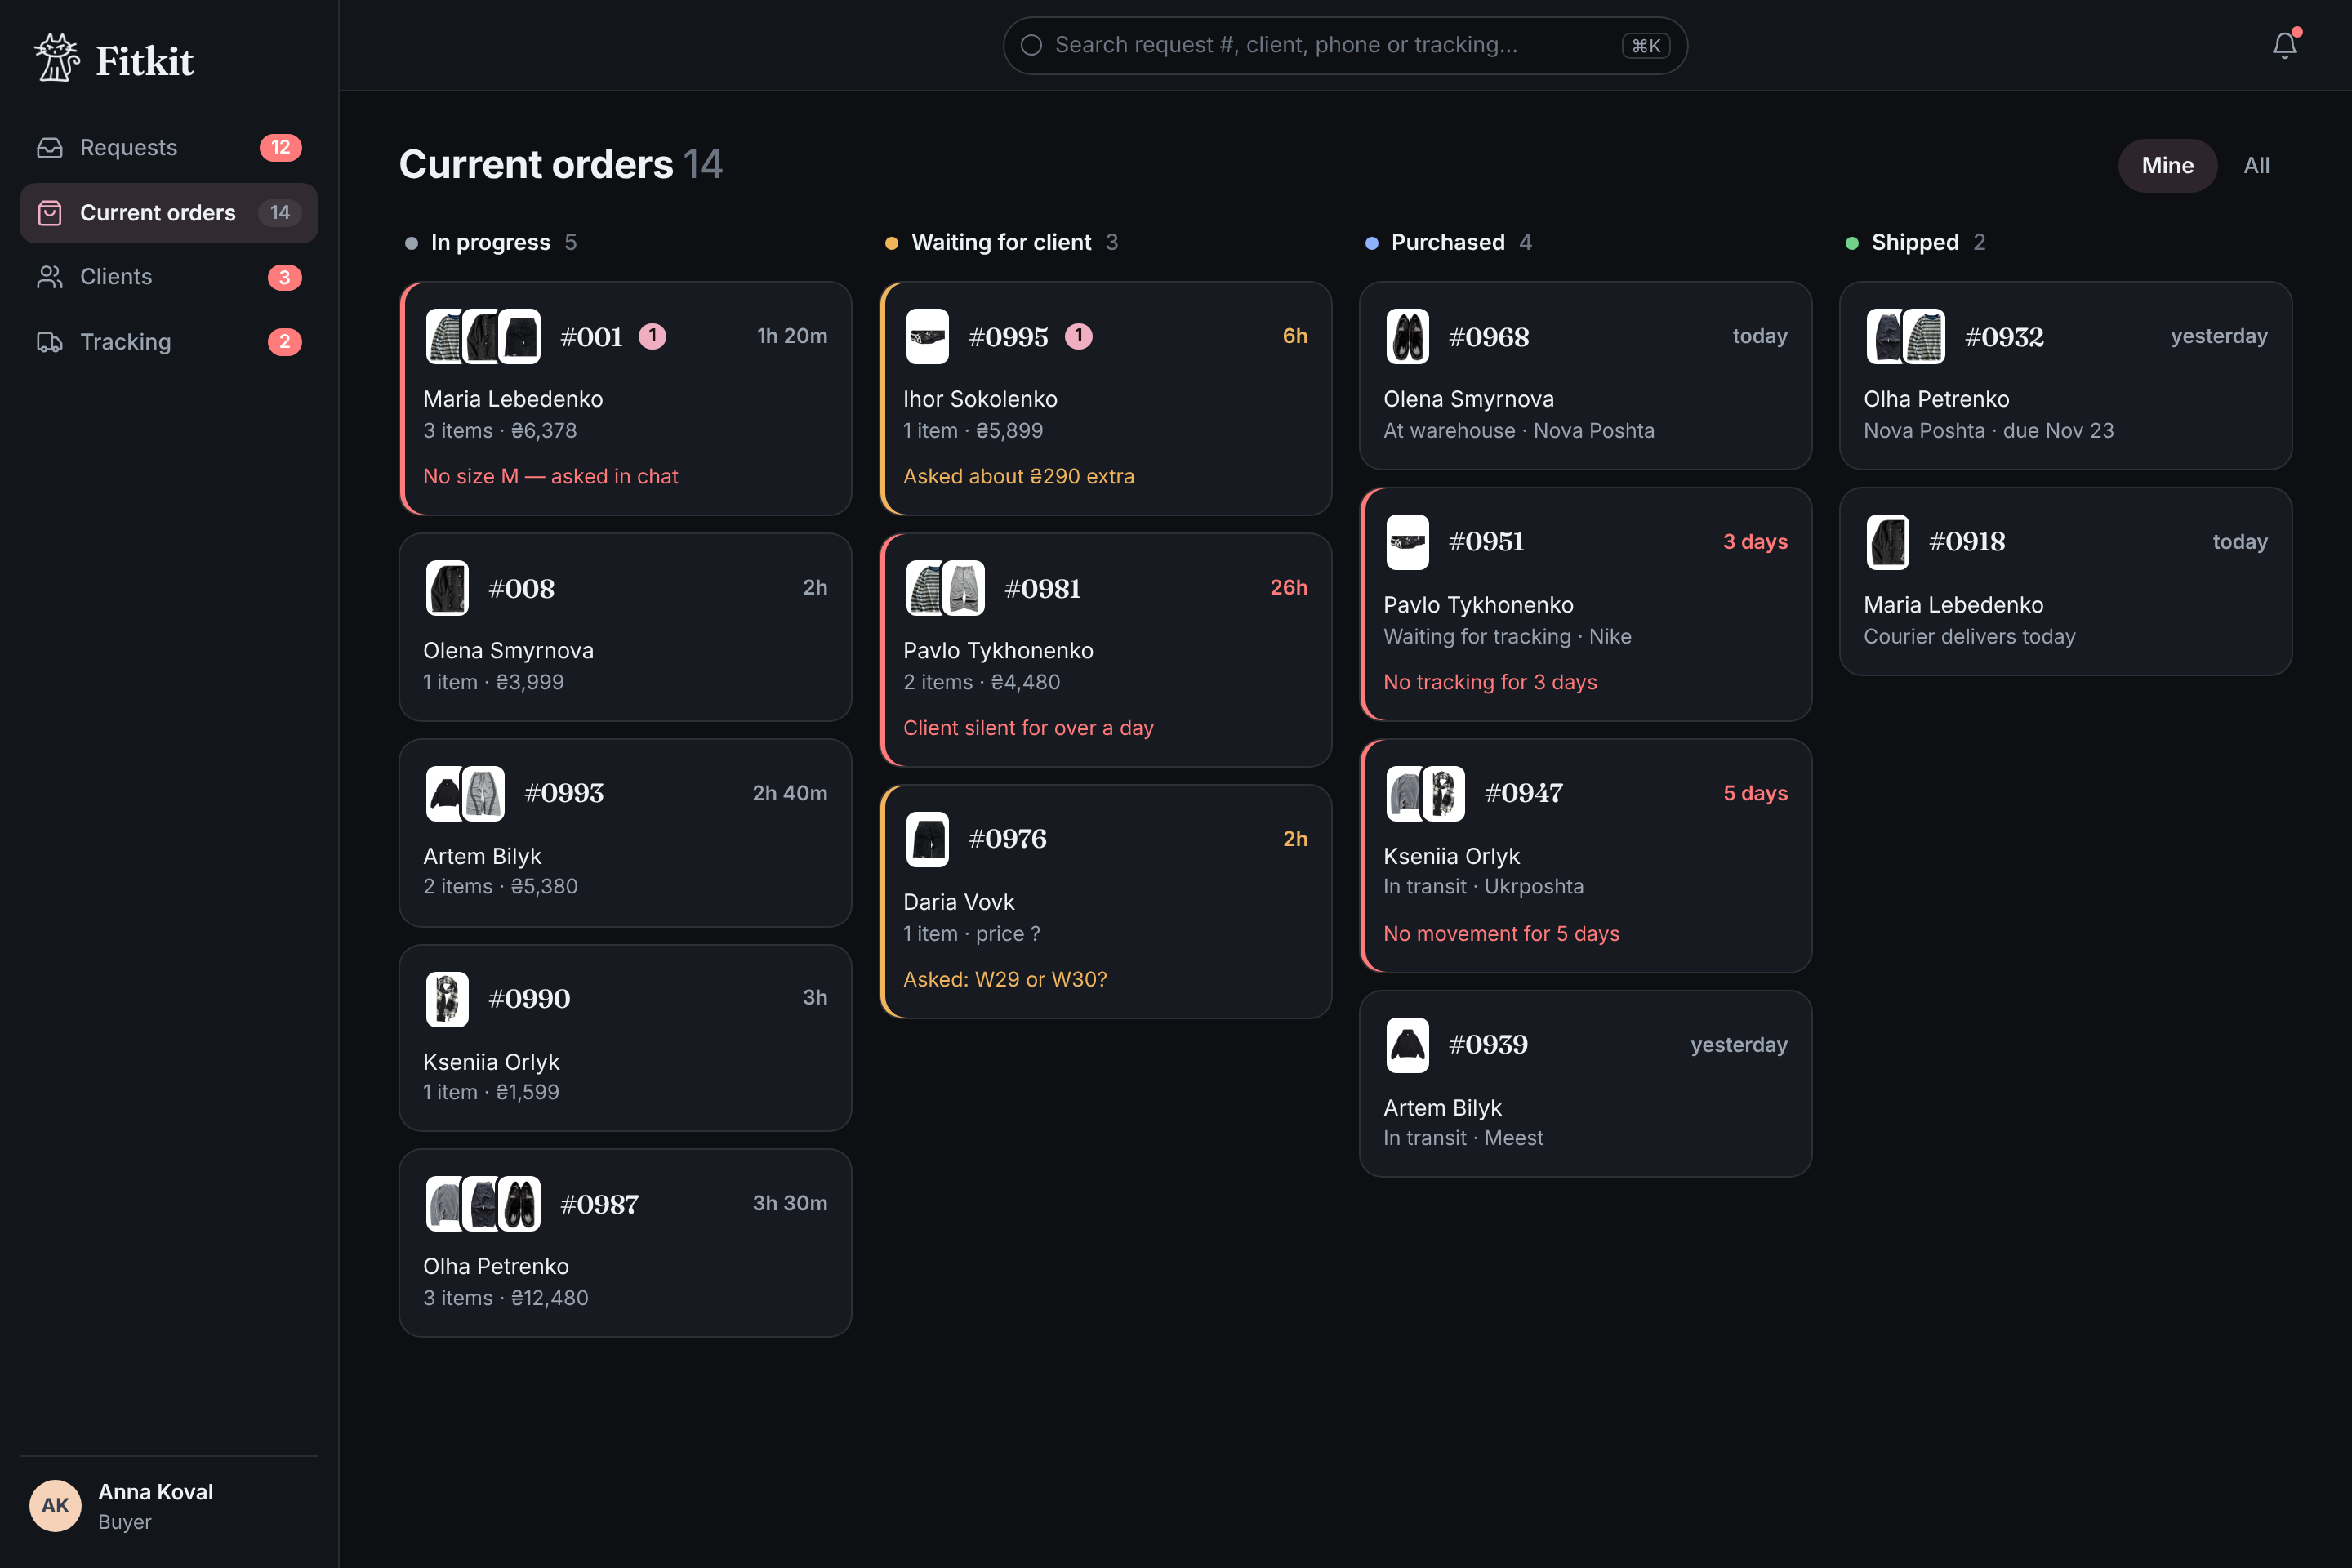 Fitkit
Search request #, client, phone or tracking...
⌘K
Requests 12
Current orders 14
Clients 3
Tracking 2
Current orders 14
Mine
All
In progress 5
#001 1 1h 20m
Maria Lebedenko
3 items · ₴6,378
No size M — asked in chat
#008 2h
Olena Smyrnova
1 item · ₴3,999
#0993 2h 40m
Artem Bilyk
2 items · ₴5,380
#0990 3h
Kseniia Orlyk
1 item · ₴1,599
#0987 3h 30m
Olha Petrenko
3 items · ₴12,480
Waiting for client 3
#0995 1 6h
Ihor Sokolenko
1 item · ₴5,899
Asked about ₴290 extra
#0981 26h
Pavlo Tykhonenko
2 items · ₴4,480
Client silent for over a day
#0976 2h
Daria Vovk
1 item · price ?
Asked: W29 or W30?
Purchased 4
#0968 today
Olena Smyrnova
At warehouse · Nova Poshta
#0951 3 days
Pavlo Tykhonenko
Waiting for tracking · Nike
No tracking for 3 days
#0947 5 days
Kseniia Orlyk
In transit · Ukrposhta
No movement for 5 days
#0939 yesterday
Artem Bilyk
In transit · Meest
Shipped 2
#0932 yesterday
Olha Petrenko
Nova Poshta · due Nov 23
#0918 today
Maria Lebedenko
Courier delivers today
AK
Anna Koval
Buyer